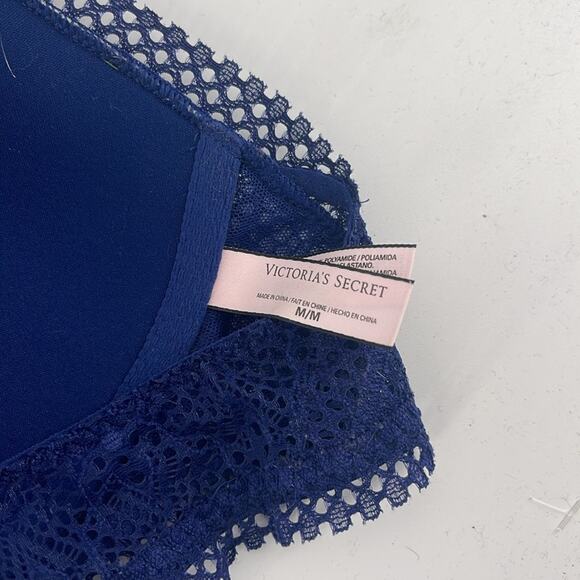 POLYAMIDE / POLIAMIDA
ELASTANO.
VICTORIA'S SECRET
MADE IN CHINA / FAIT EN CHINE / HECHO EN CHINA
M/M